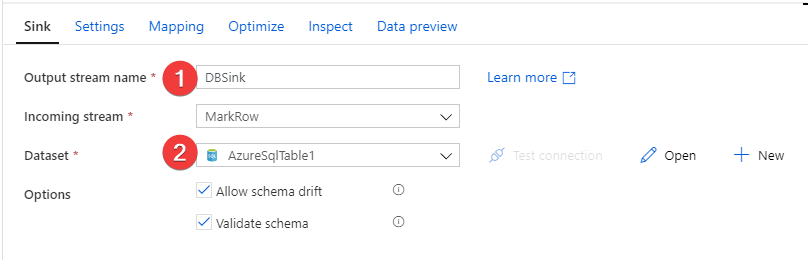 Sink Settings Mapping Optimize Inspect Data preview
Output stream name * 1 DBSink Learn more
Incoming stream * MarkRow
Dataset * 2 AzureSqlTable1 Test connection Open New
Options Allow schema drift
Validate schema